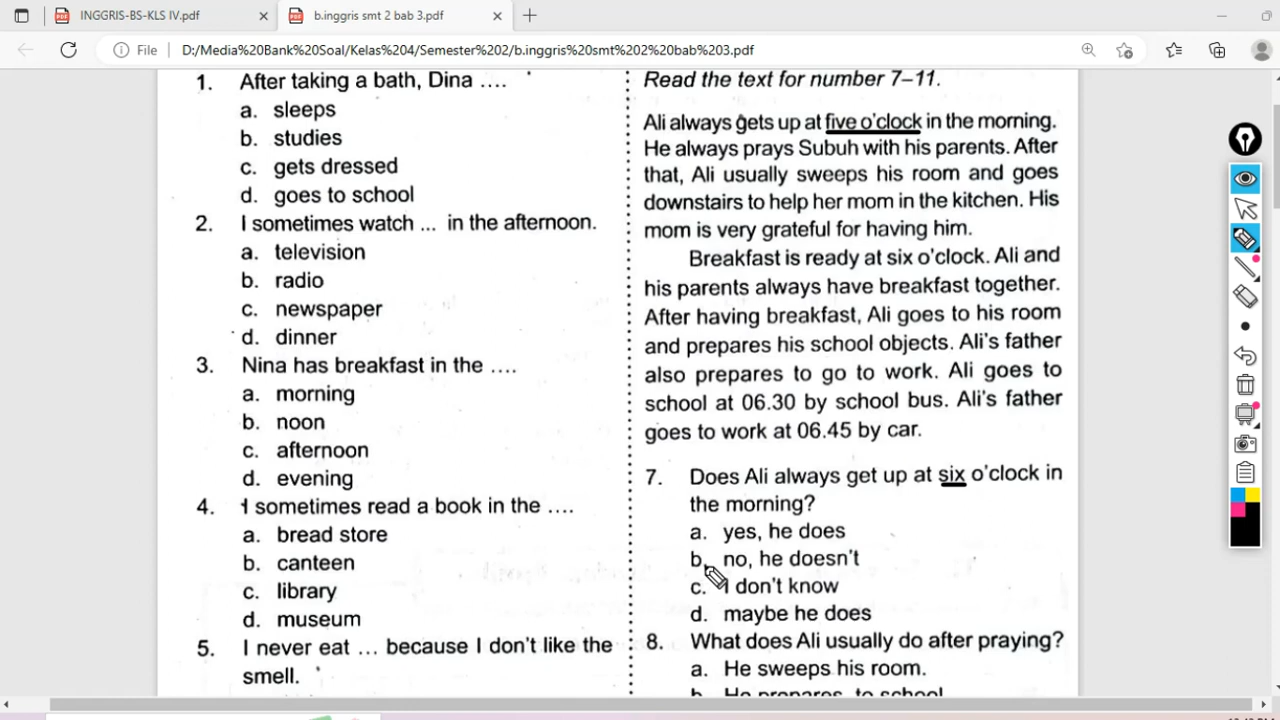 INGGRIS-BS-KLS IV.pdf
b.inggris smt 2 bab 3.pdf
File
D:/Media%20Bank%20Soal/Kelas%204/Semester%202/b.inggris%20smt%202%20bab%203.pdf
1. After taking a bath, Dina ....
a. sleeps
b. studies
c. gets dressed
d. goes to school
2. I sometimes watch ... in the afternoon.
a. television
b. radio
c. newspaper
d. dinner
3. Nina has breakfast in the ....
a. morning
b. noon
c. afternoon
d. evening
4. I sometimes read a book in the ....
a. bread store
b. canteen
c. library
d. museum
5. I never eat ... because I don't like the
smell.
Read the text for number 7–11.
Ali always gets up at five o'clock in the morning.
He always prays Subuh with his parents. After
that, Ali usually sweeps his room and goes
downstairs to help her mom in the kitchen. His
mom is very grateful for having him.
Breakfast is ready at six o'clock. Ali and
his parents always have breakfast together.
After having breakfast, Ali goes to his room
and prepares his school objects. Ali's father
also prepares to go to work. Ali goes to
school at 06.30 by school bus. Ali's father
goes to work at 06.45 by car.
7. Does Ali always get up at six o'clock in
the morning?
a. yes, he does
b. no, he doesn't
c. I don't know
d. maybe he does
8. What does Ali usually do after praying?
a. He sweeps his room.
b. He prepares to school